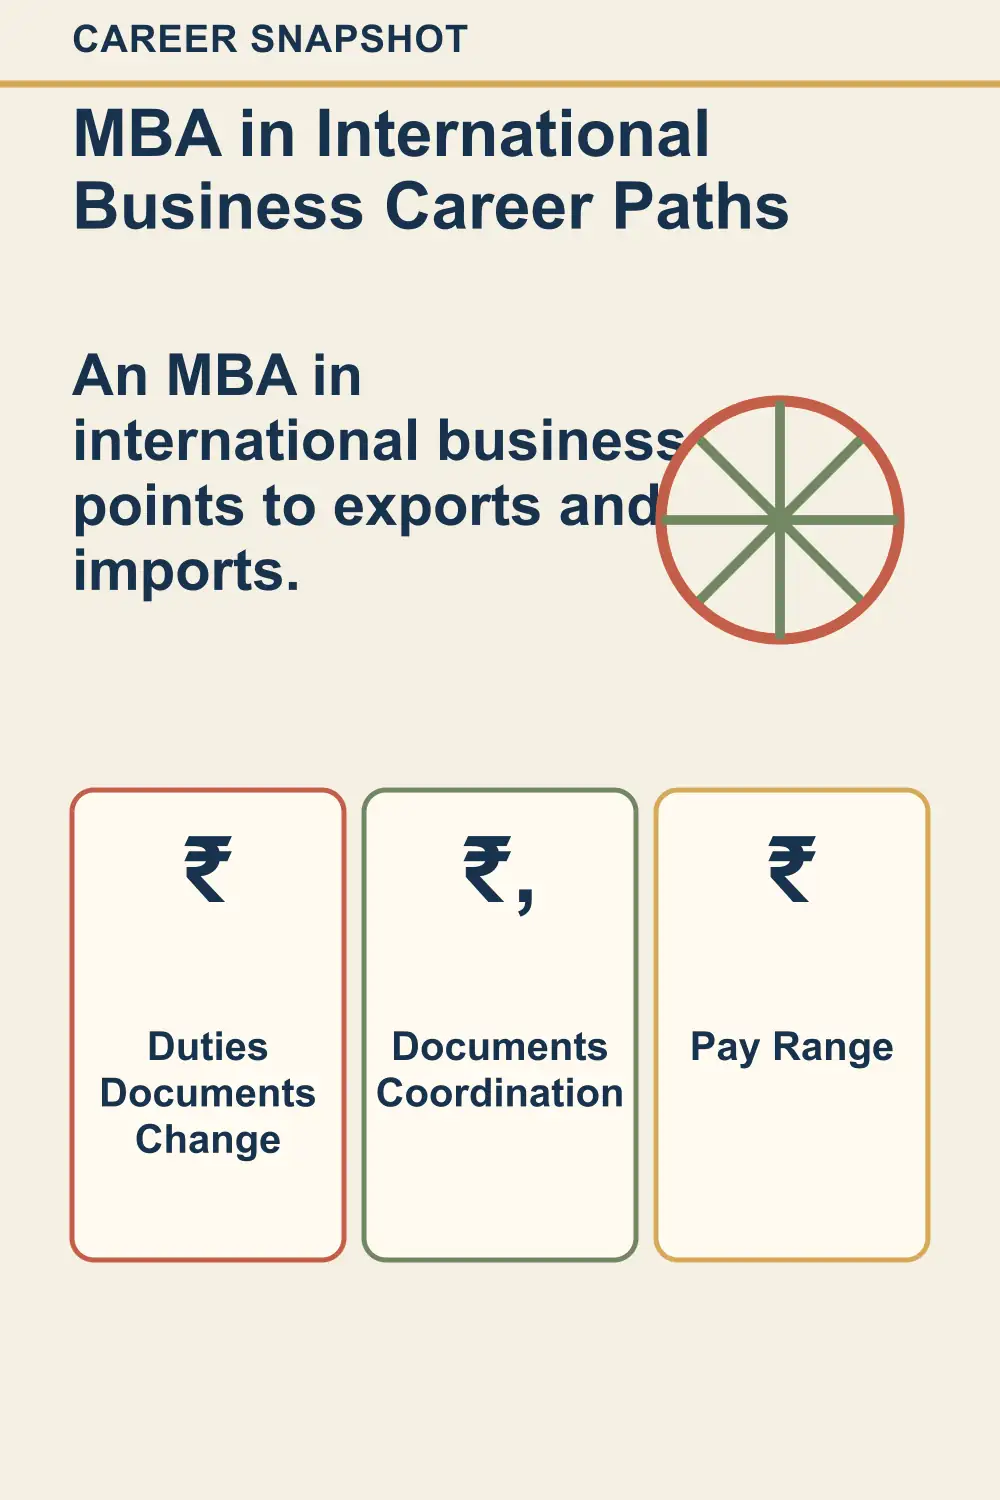 CAREER SNAPSHOT
MBA in International
Business Career Paths
An MBA in
international business
points to exports and
imports.
₹
Duties
Documents
Change
₹,
Documents
Coordination
₹
Pay Range